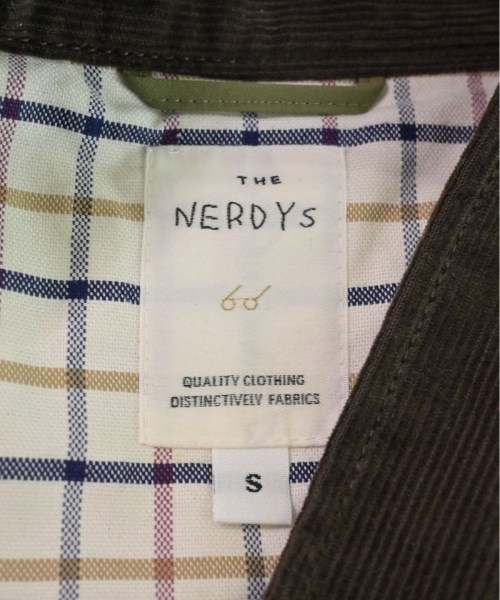 THE
NERDYS
QUALITY CLOTHING
DISTINCTIVELY FABRICS
S